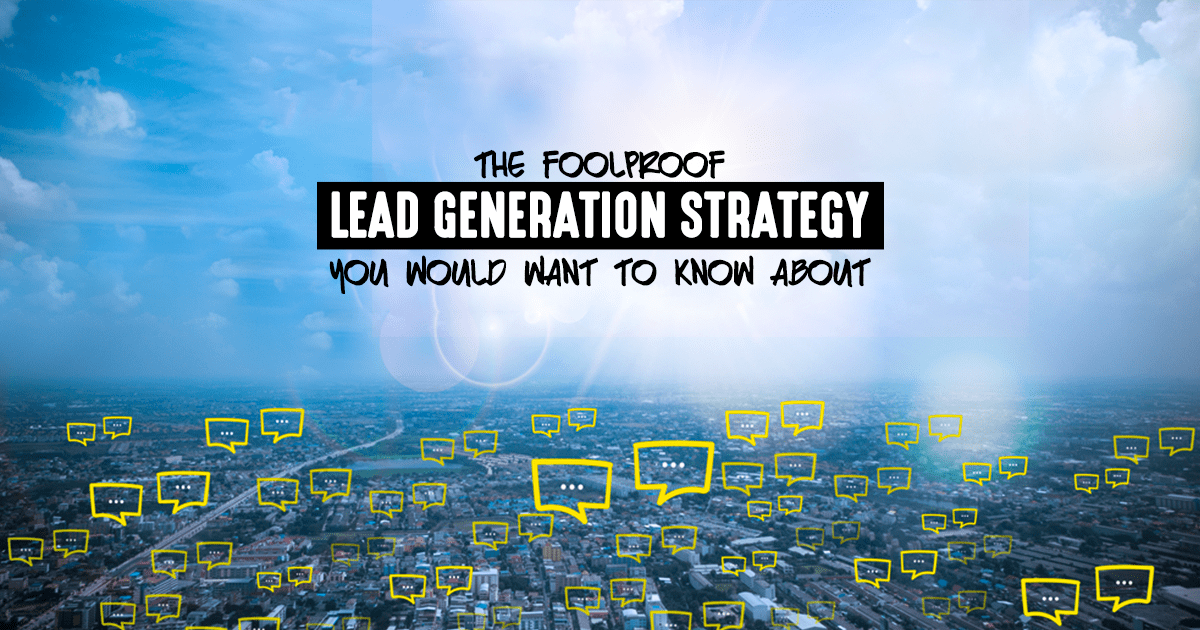 THE FOOLPROOF
LEAD GENERATION STRATEGY
YOU WOULD WANT TO KNOW ABOUT